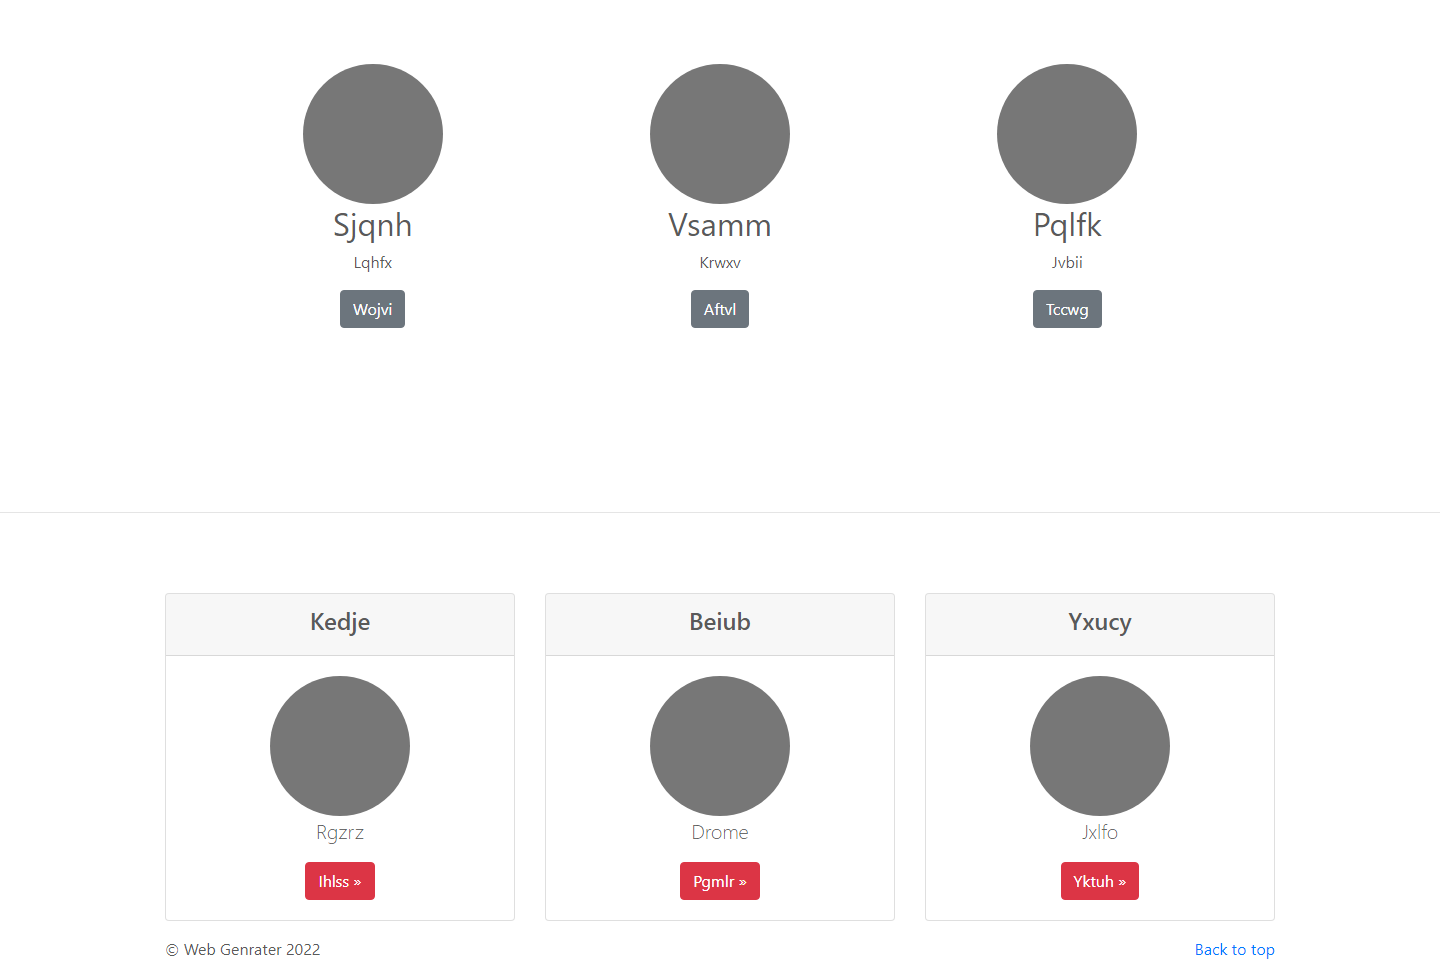 Sjqnh
Vsamm
Pqlfk
Lqhfx
Krwxv
Jvbii
Wojvi
Aftvl
Tccwg
Kedje
Beiub
Yxucy
Rgzrz
Drome
Jxlfo
Ihlss »
Pgmlr »
Yktuh »
© Web Genrater 2022
Back to top